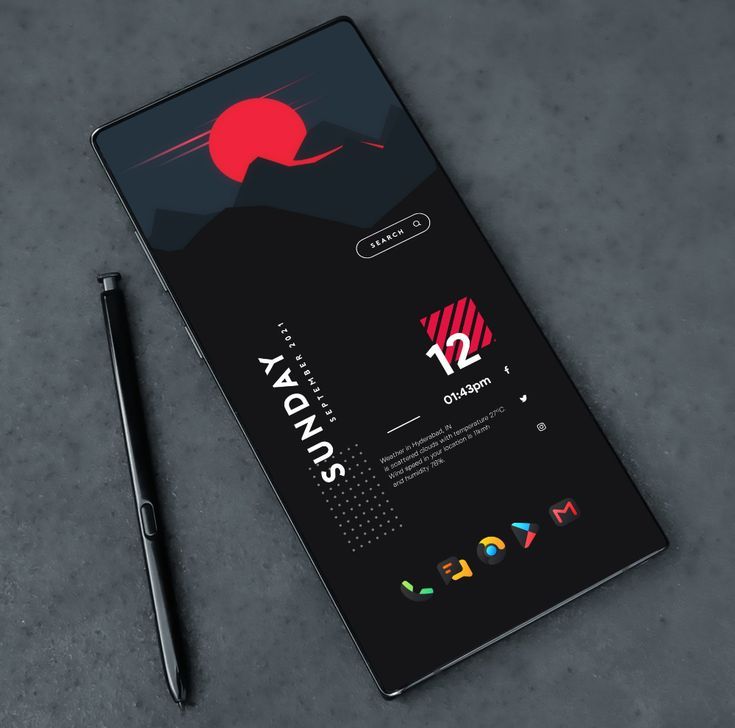 SEARCH
SUNDAY
SEPTEMBER 2021
12
01:43pm
Weather in Hyderabad, IN
is scattered clouds with temperature 27°C.
Wind speed in your location is 11kmh
and humidity 78%.